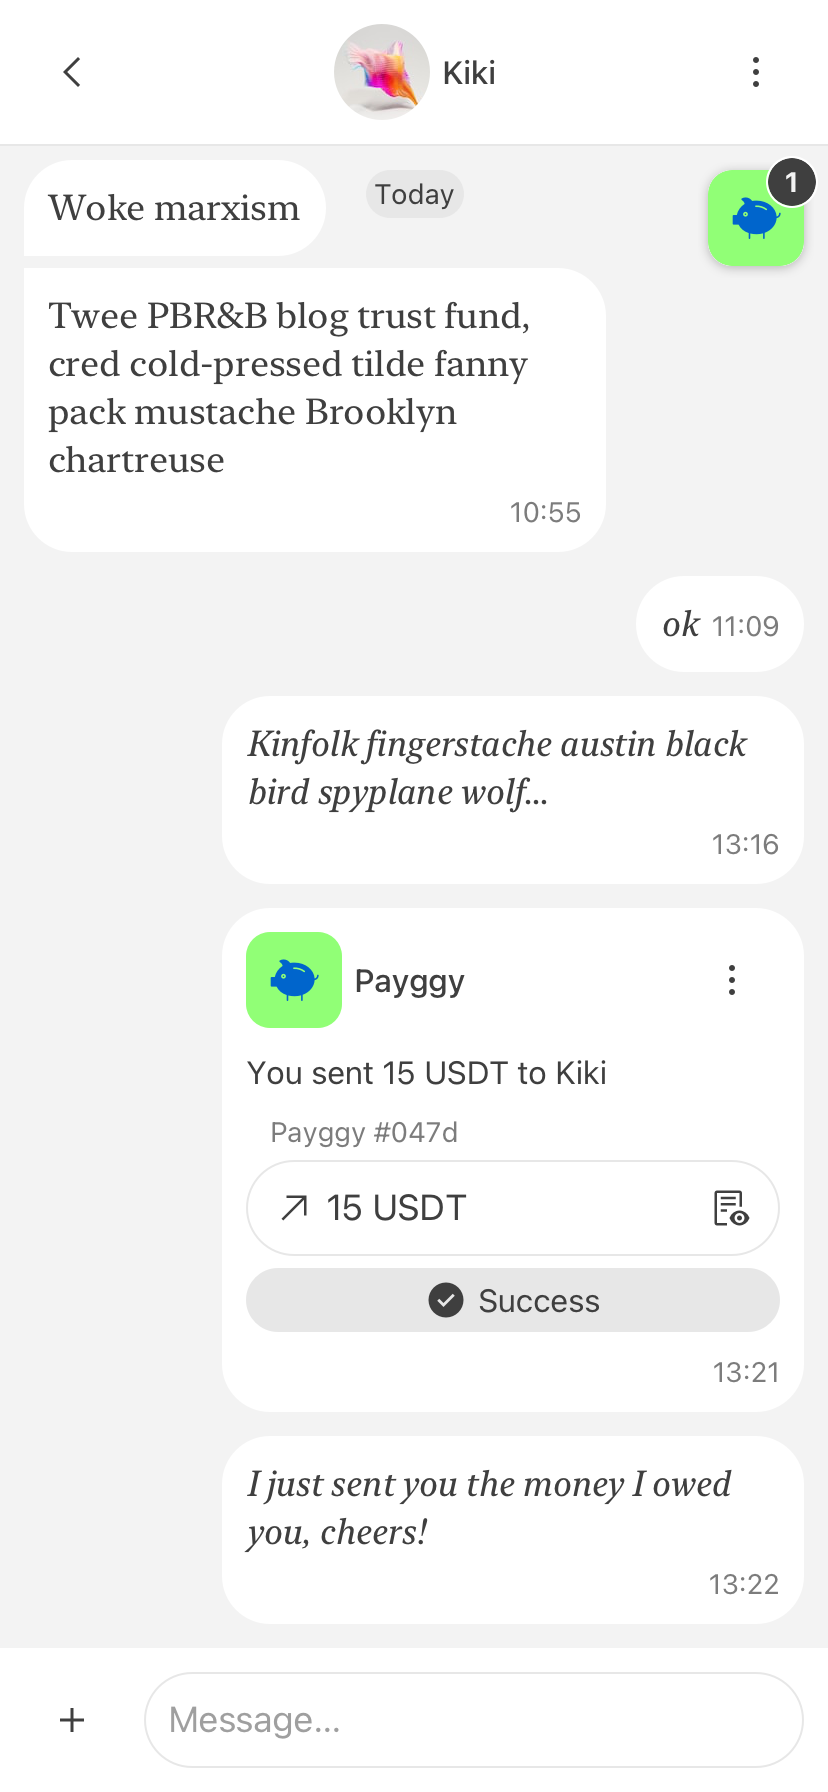 Kiki
Woke marxism
Today
1
Twee PBR&B blog trust fund,
cred cold-pressed tilde fanny
pack mustache Brooklyn
chartreuse
10:55
ok 11:09
Kinfolk fingerstache austin black
bird spyplane wolf...
13:16
Payggy
You sent 15 USDT to Kiki
Payggy #047d
15 USDT
Success
13:21
I just sent you the money I owed
you, cheers!
13:22
Message...